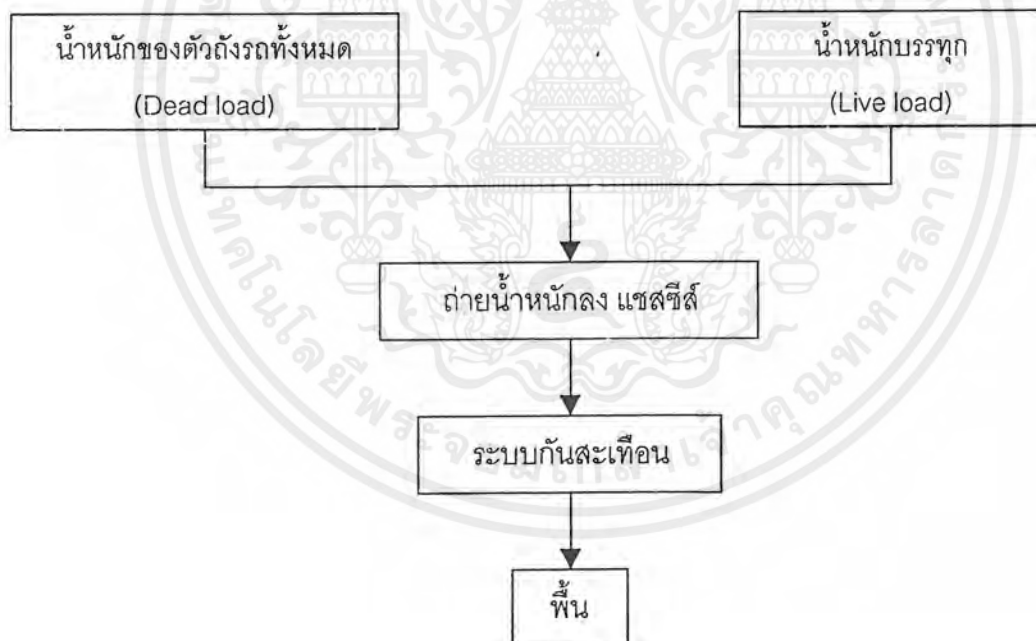 น้ำหนักของตัวถังรถทั้งหมด
(Dead load)
น้ำหนักบรรทุก
(Live load)
ถ่ายน้ำหนักลง แชสซีส์
ระบบกันสะเทือน
พื้น